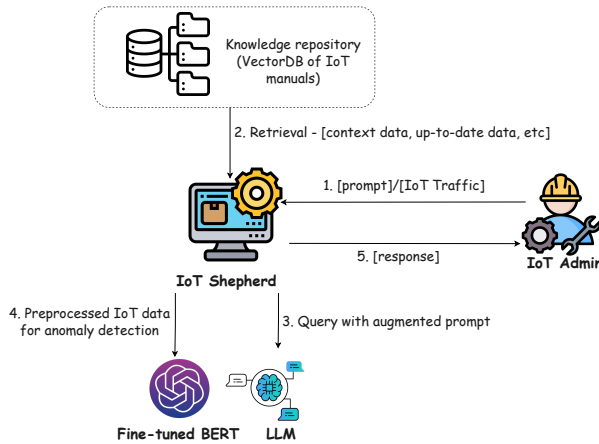 Knowledge repository
(VectorDB of IoT
manuals)
2. Retrieval - [context data, up-to-date data, etc]
1. [prompt]/[IoT Traffic]
5. [response]
IoT Shepherd
IoT Admin
4. Preprocessed IoT data
for anomaly detection
3. Query with augmented prompt
Fine-tuned BERT
LLM